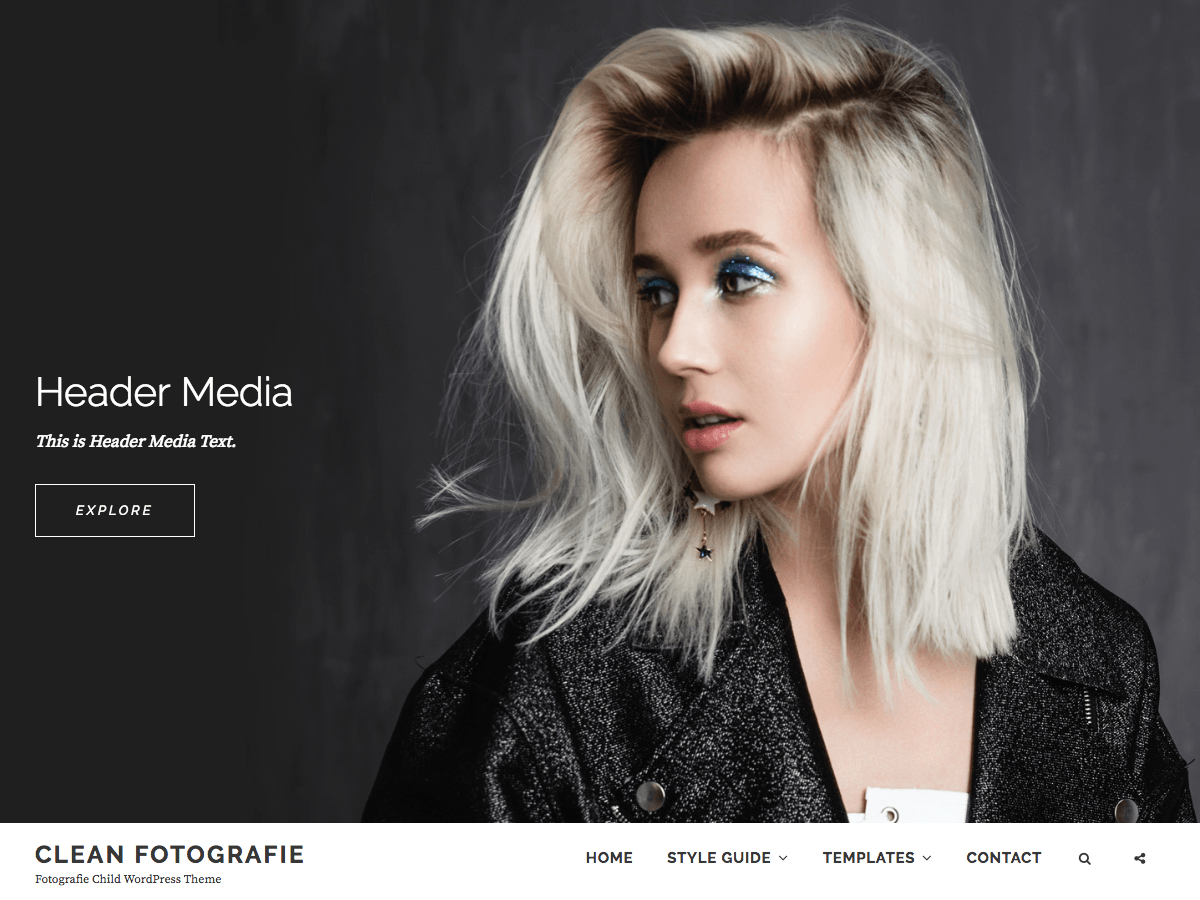 Header Media
This is Header Media Text.
EXPLORE
CLEAN FOTOGRAFIE
Fotografie Child WordPress Theme
HOME STYLE GUIDE TEMPLATES CONTACT